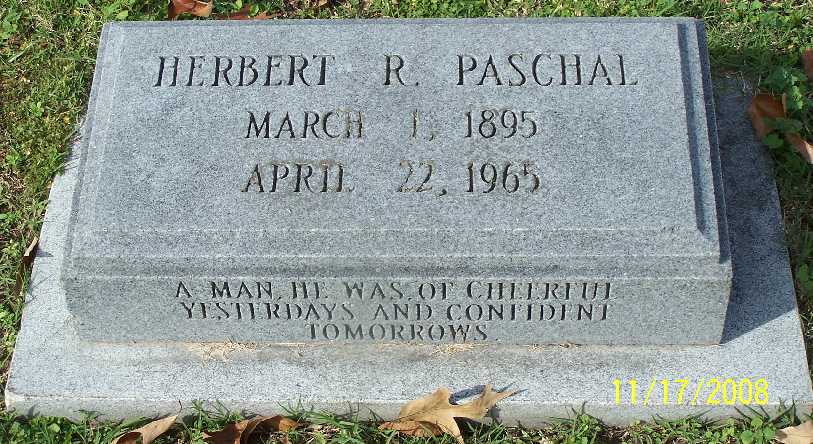 HERBERT R. PASCHAL
MARCH 1, 1895
APRIL 22, 1965
A MAN, HE WAS, OF CHEERFUL
YESTERDAYS AND CONFIDENT
TOMORROWS.
11/17/2008